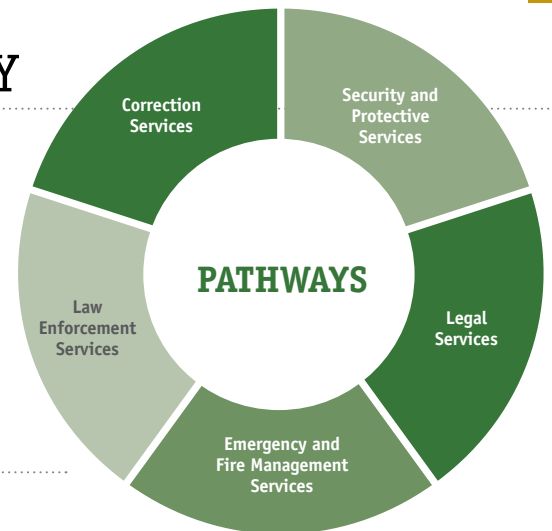 Y
Correction
Services
Security and
Protective
Services
PATHWAYS
Law
Enforcement
Services
Legal
Services
Emergency and
Fire Management
Services